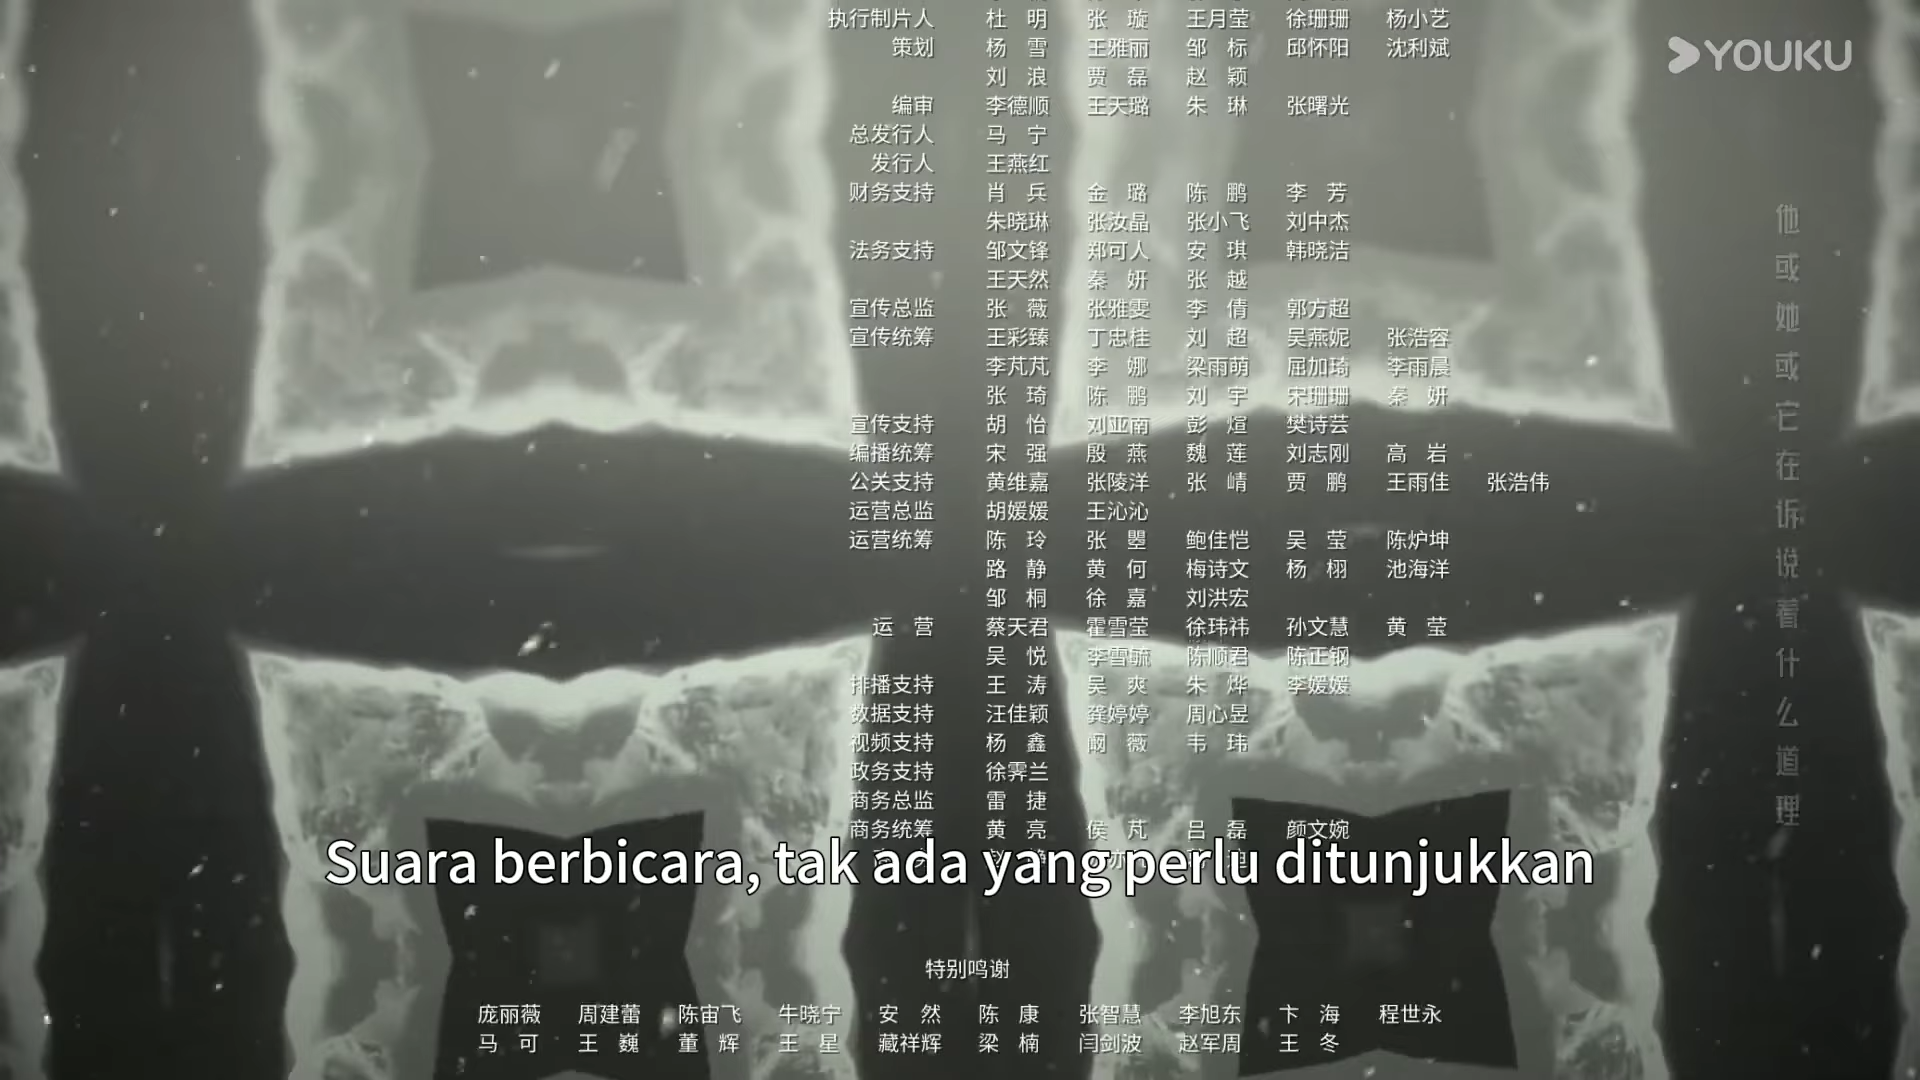 执行制片人 杜 明 张 璇 王月莹 徐珊珊 杨小艺
策划 杨 雪 王雅丽 邹 标 邱怀阳 沈利斌
刘 浪 贾 磊 赵 颖
编审 李德顺 王天璐 朱 琳 张曙光
总发行人 马 宁
发行人 王燕红
财务支持 肖 兵 金 璐 陈 鹏 李 芳
朱晓琳 张汝晶 张小飞 刘中杰
法务支持 邹文锋 郑可人 安 琪 韩晓洁
王天然 秦 妍 张 越
宣传总监 张 薇 张雅雯 李 倩 郭方超
宣传统筹 王彩臻 丁忠桂 刘 超 吴燕妮 张浩容
李芃芃 李 娜 梁雨萌 屈加琦 李雨晨
张 琦 陈 鹏 刘 宇 宋珊珊 秦 妍
宣传支持 胡 怡 刘亚南 彭 煊 樊诗芸
编播统筹 宋 强 殷 燕 魏 莲 刘志刚 高 岩
公关支持 黄维嘉 张陵洋 张 崝 贾 鹏 王雨佳 张浩伟
运营总监 胡媛媛 王沁沁
运营统筹 陈 玲 张 曌 鲍佳恺 吴 莹 陈炉坤
路 静 黄 何 梅诗文 杨 栩 池海洋
邹 桐 徐 嘉 刘洪宏
运 营 蔡天君 霍雪莹 徐玮祎 孙文慧 黄 莹
吴 悦 李雪毓 陈顺君 陈正钢
排播支持 王 涛 吴 爽 朱 烨 李媛媛
数据支持 汪佳颖 龚婷婷 周心昱
视频支持 杨 鑫 阚 薇 韦 玮
政务支持 徐霁兰
商务总监 雷 捷
商务统筹 黄 亮 侯 芃 吕 磊 颜文婉
Suara berbicara, tak ada yang perlu ditunjukkan
特别鸣谢
庞丽薇 周建蕾 陈宙飞 牛晓宁 安 然 陈 康 张智慧 李旭东 卞 海 程世永
马 可 王 巍 董 辉 王 星 藏祥辉 梁 楠 闫剑波 赵军周 王 冬
YOUKU
他或她或它在诉说着什么道理